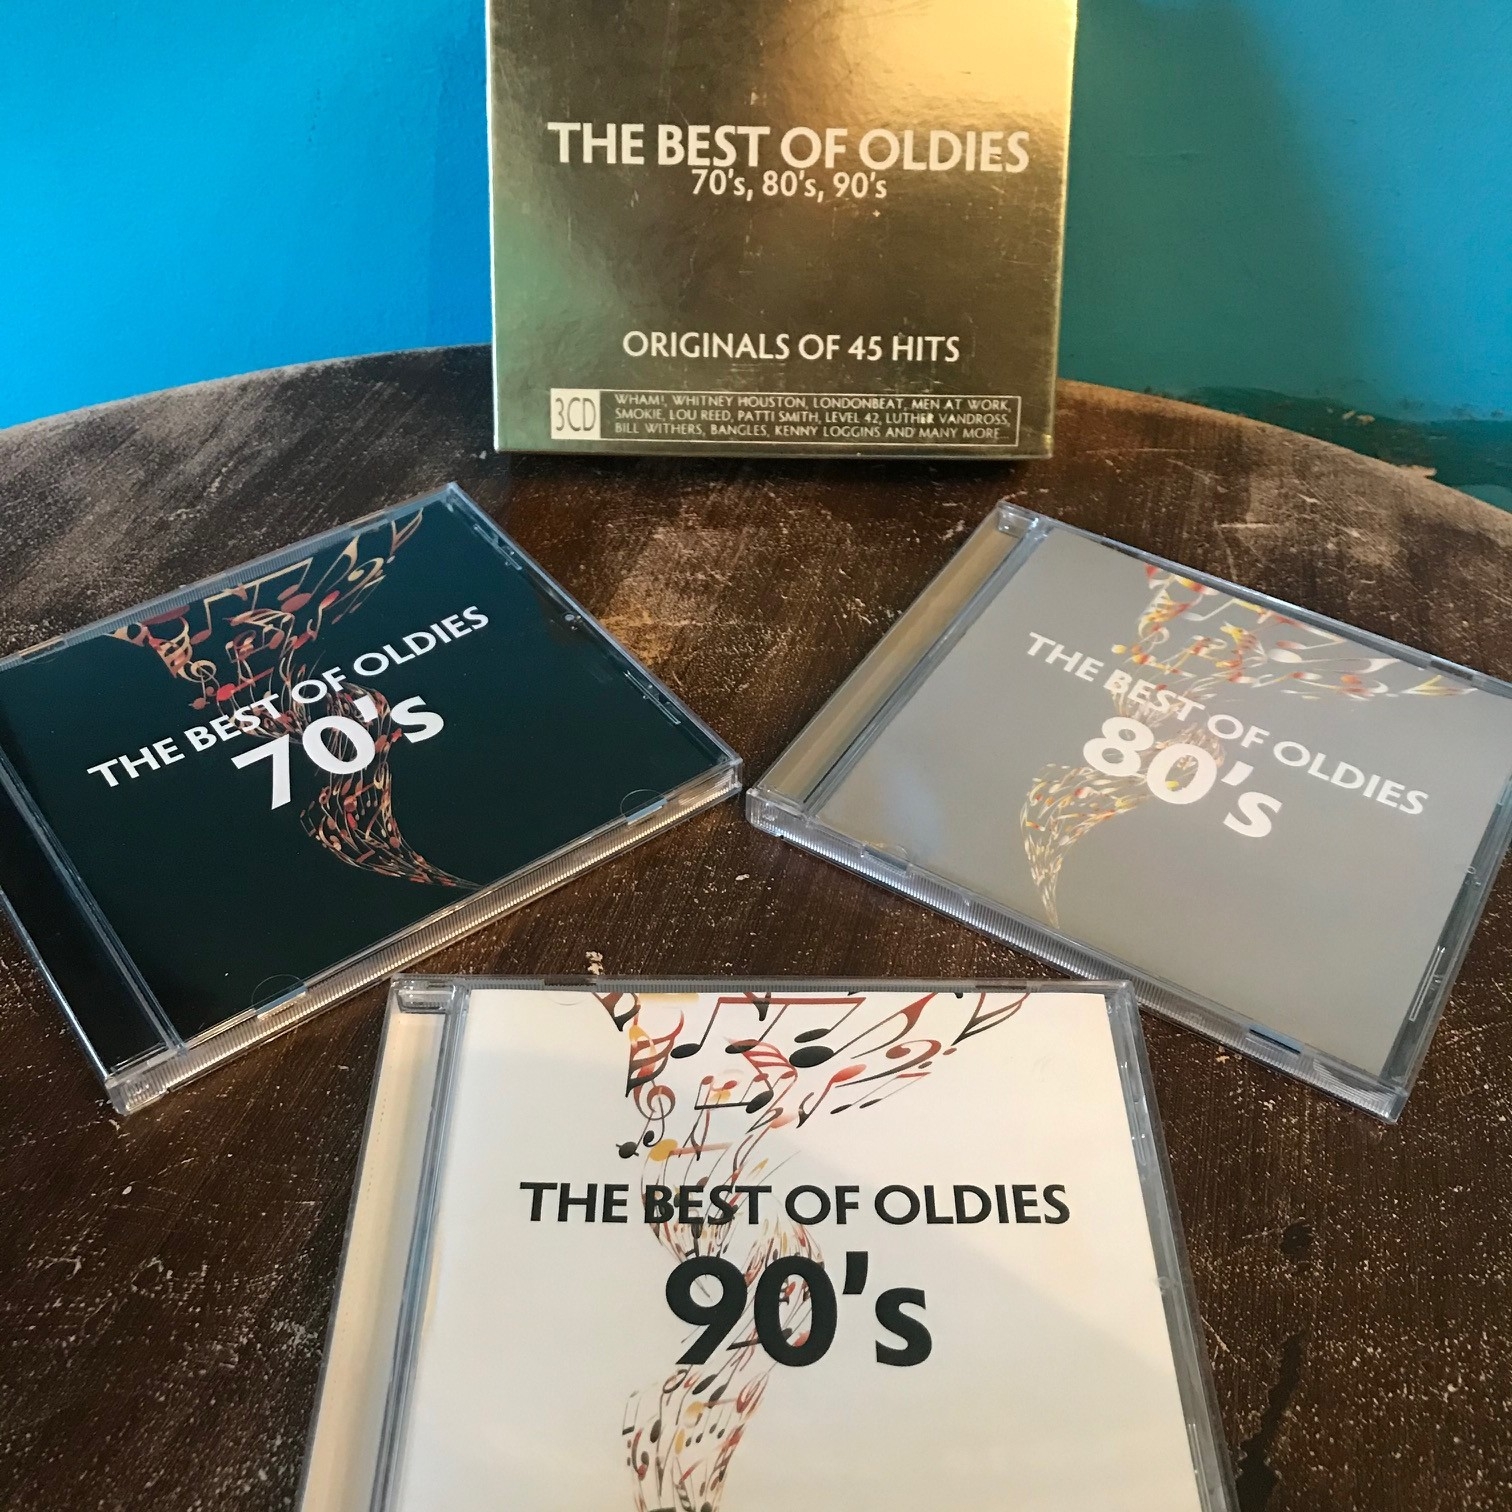 THE BEST OF OLDIES
70's, 80's, 90's
ORIGINALS OF 45 HITS
3CD
WHAM!, WHITNEY HOUSTON, LONDONBEAT, MEN AT WORK,
SMOKIE, LOU REED, PATTI SMITH, LEVEL 42, LUTHER VANDROSS,
BILL WITHERS, BANGLES, KENNY LOGGINS AND MANY MORE...
THE BEST OF OLDIES
70's
THE BEST OF OLDIES
80's
THE BEST OF OLDIES
90's